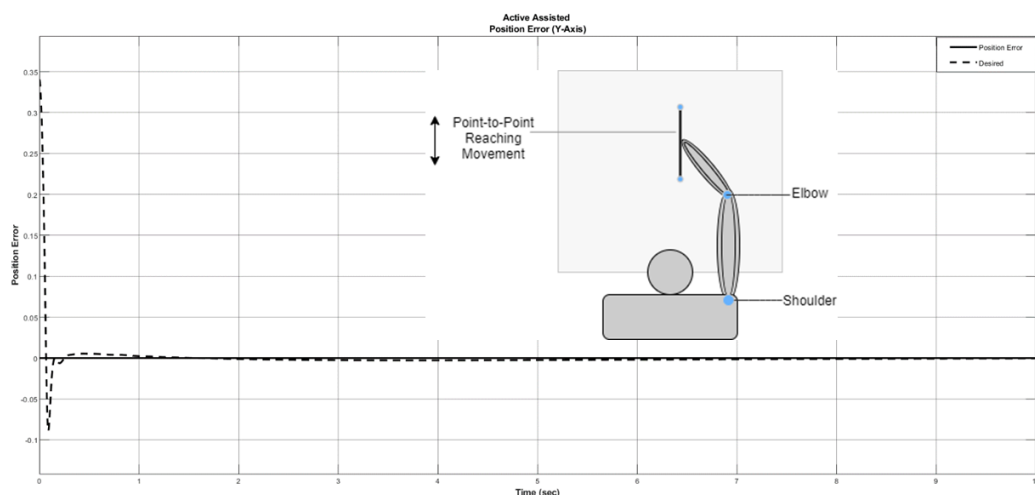 Active Assisted
Position Error (Y-Axis)
Position Error
Desired
0.35
0.3
0.25
0.2
0.15
0.1
0.05
0
-0.05
-0.1
Position Error
Point-to-Point
Reaching
Movement
Elbow
Shoulder
0
1
2
3
4
5
6
7
8
9
Time (sec)